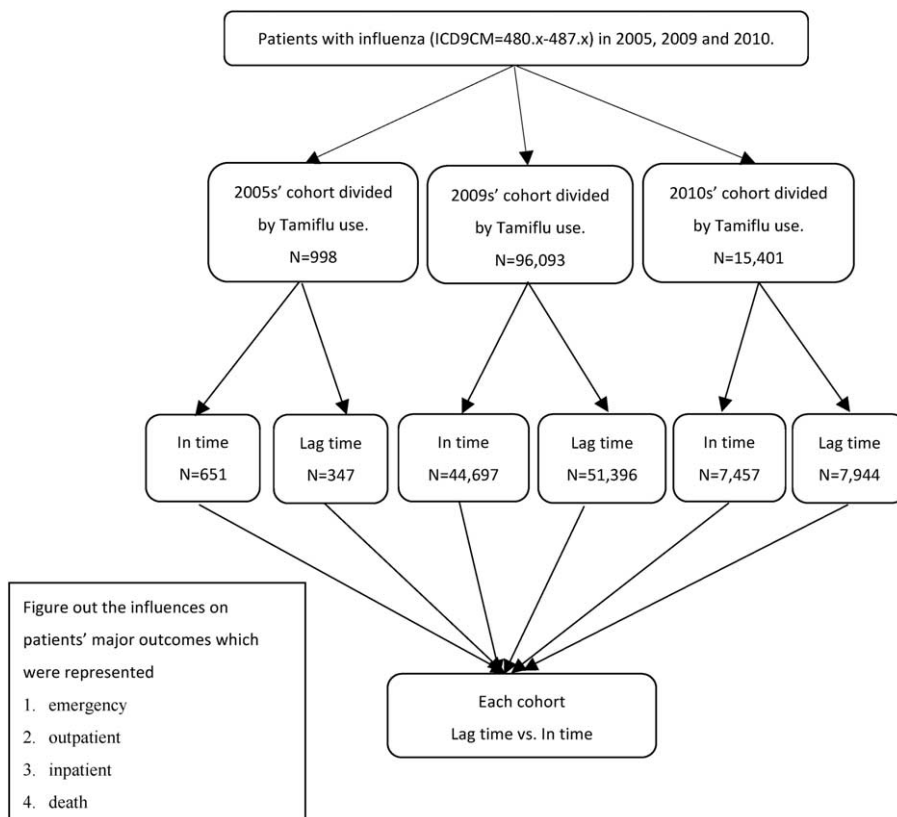 Patients with influenza (ICD9CM=480.x-487.x) in 2005, 2009 and 2010.
2005s’ cohort divided
by Tamiflu use.
N=998
2009s’ cohort divided
by Tamiflu use.
N=96,093
2010s’ cohort divided
by Tamiflu use.
N=15,401
In time
N=651
Lag time
N=347
In time
N=44,697
Lag time
N=51,396
In time
N=7,457
Lag time
N=7,944
Figure out the influences on
patients’ major outcomes which
were represented
1. emergency
2. outpatient
3. inpatient
4. death
Each cohort
Lag time vs. In time